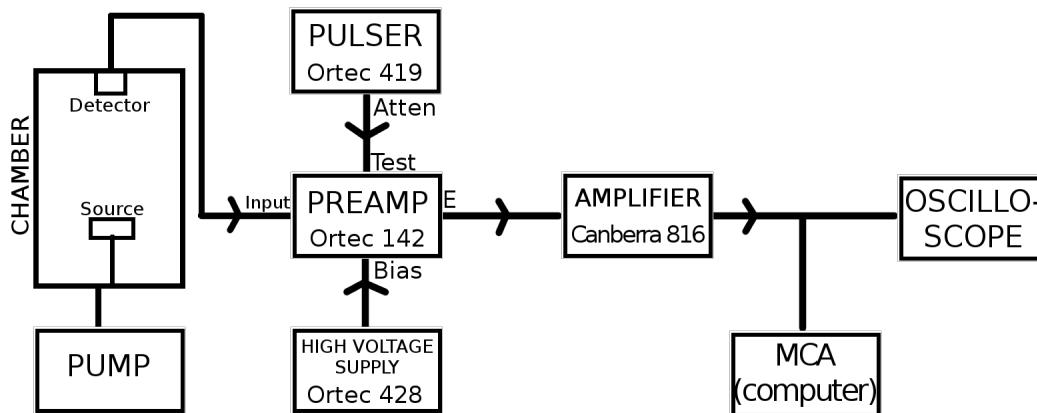 CHAMBER
Detector
Source
PUMP
PULSER
Ortec 419
Atten
Test
Input
PREAMP
Ortec 142
E
Bias
HIGH VOLTAGE
SUPPLY
Ortec 428
AMPLIFIER
Canberra 816
OSCILLO-
SCOPE
MCA
(computer)